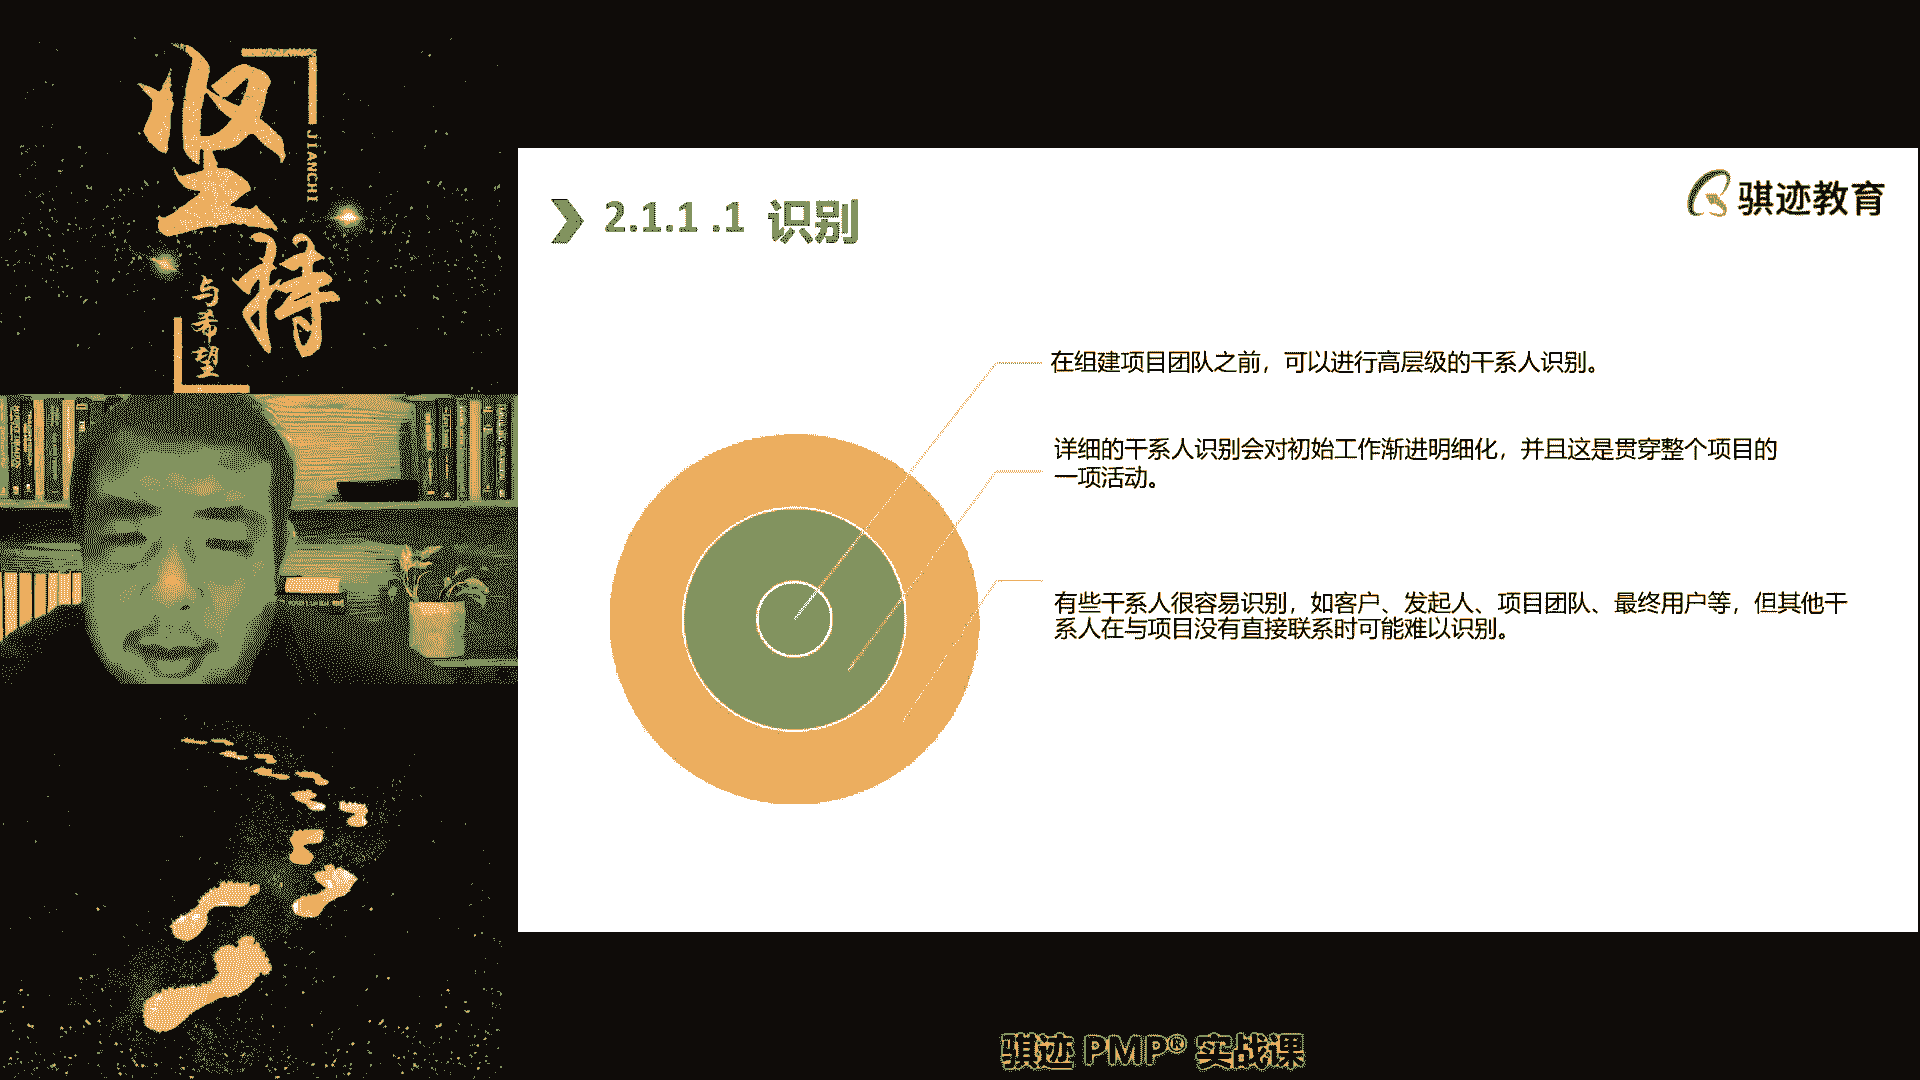 坚持
JIANCHI
与希望
2.1.1 .1 识别
骐迹教育
在组建项目团队之前，可以进行高层级的干系人识别。
详细的干系人识别会对初始工作渐进明细化，并且这是贯穿整个项目的
一项活动。
有些干系人很容易识别，如客户、发起人、项目团队、最终用户等，但其他干
系人在与项目没有直接联系时可能难以识别。
骐迹 PMP® 实战课